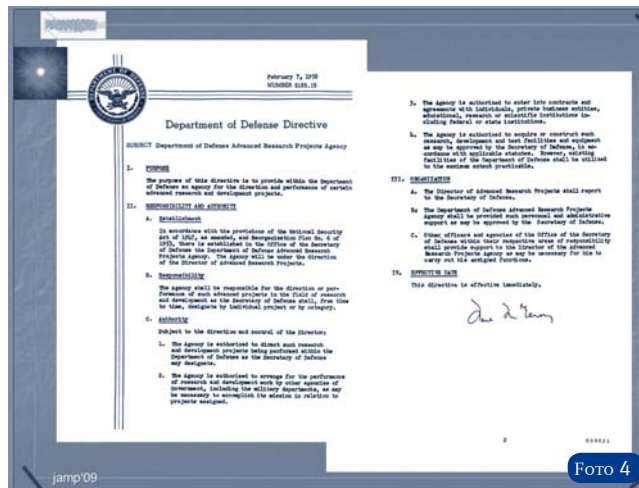 DEPARTMENT OF DEFENSE
February 7, 1958
NUMBER 5105.15
Department of Defense Directive
SUBJECT Department of Defense Advanced Research Projects Agency
I. PURPOSE
The purpose of this directive is to provide within the Department
of Defense an agency for the direction and performance of certain
advanced research and development projects.
II. RESPONSIBILITY AND AUTHORITY
A. Establishment
In accordance with the provisions of the National Security
Act of 1947, as amended, and Reorganization Plan No. 6 of
1953, there is established in the Office of the Secretary
of Defense the Department of Defense Advanced Research
Projects Agency. The Agency will be under the direction
of the Director of Advanced Research Projects.
B. Responsibility
The Agency shall be responsible for the direction or per-
formance of such advanced projects in the field of research
and development as the Secretary of Defense shall, from time
to time, designate by individual project or by category.
C. Authority
Subject to the direction and control of the Director:
1. The Agency is authorized to direct such research
and development projects being performed within the
Department of Defense as the Secretary of Defense
may designate.
2. The Agency is authorized to arrange for the performance
of research and development work by other agencies of
Government, including the military departments, as may
be necessary to accomplish its mission in relation to
projects assigned.
3. The Agency is authorized to enter into contracts and
agreements with individuals, private business entities,
educational, research or scientific institutions in-
cluding federal or state institutions.
4. The Agency is authorized to acquire or construct such
research, development and test facilities and equipment
as may be approved by the Secretary of Defense, in ac-
cordance with applicable statutes. However, existing
facilities of the Department of Defense shall be utilized
to the maximum extent practicable.
III. ORGANIZATION
A. The Director of Advanced Research Projects shall report
to the Secretary of Defense.
B. The Department of Defense Advanced Research Projects
Agency shall be provided such personnel and administrative
support as may be approved by the Secretary of Defense.
C. Other officers and agencies of the Office of the Secretary
of Defense within their respective areas of responsibility
shall provide support to the Director of the Advanced
Research Projects Agency as may be necessary for him to
carry out his assigned functions.
IV. EFFECTIVE DATE
This directive is effective immediately.
2
jamp'09
FOTO 4